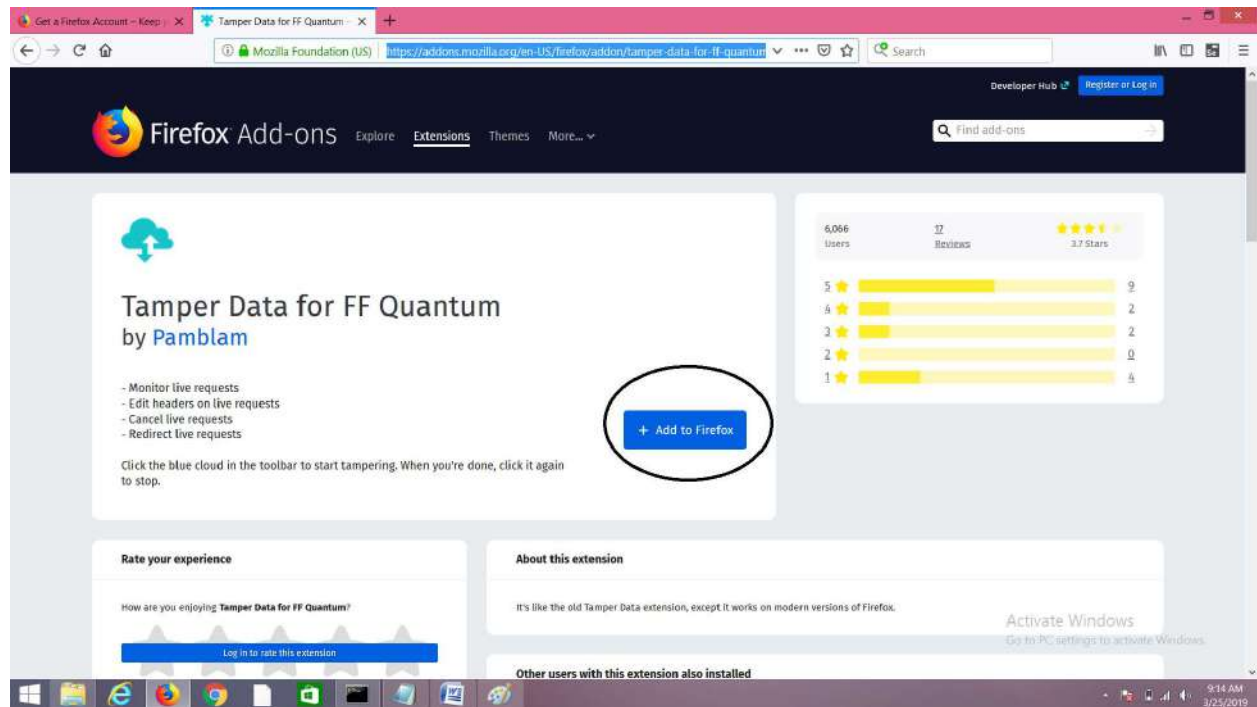 Get a Firefox Account – Keep y
Tamper Data for FF Quantum –
Mozilla Foundation (US)
https://addons.mozilla.org/en-US/firefox/addon/tamper-data-for-ff-quantum
Search
Developer Hub
Register or Log in
Firefox Add-ons
Explore
Extensions
Themes
More...
Find add-ons
6,066
Users
17
Reviews
3.7 Stars
5
9
4
2
3
2
2
0
1
4
Tamper Data for FF Quantum
by Pamblam
- Monitor live requests
- Edit headers on live requests
- Cancel live requests
- Redirect live requests
+ Add to Firefox
Click the blue cloud in the toolbar to start tampering. When you're done, click it again
to stop.
Rate your experience
How are you enjoying Tamper Data for FF Quantum?
Log in to rate this extension
About this extension
It's like the old Tamper Data extension, except it works on modern versions of Firefox.
Other users with this extension also installed
Activate Windows
Go to PC settings to activate Windows.
9:14 AM
3/25/2019